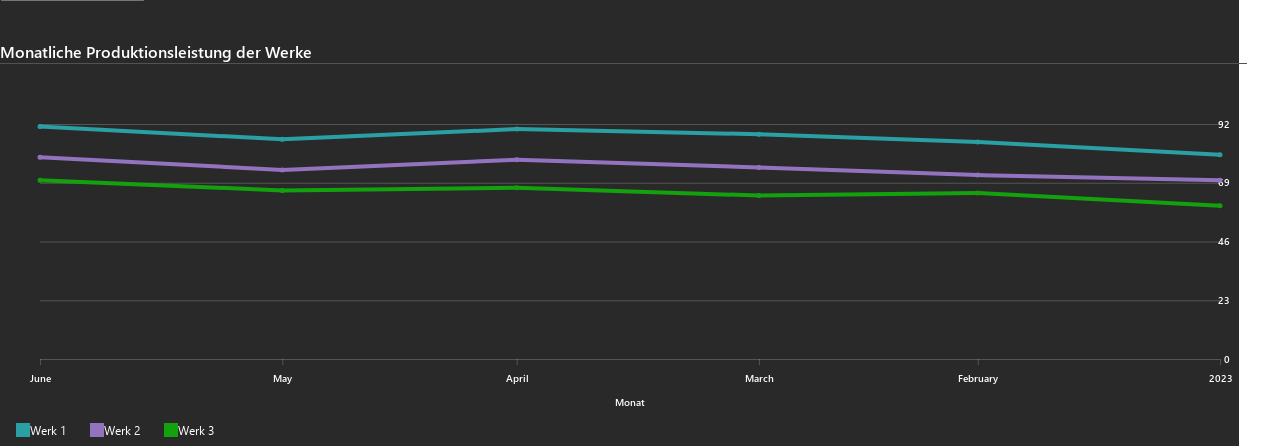 Monatliche Produktionsleistung der Werke
92
69
46
23
0
June May April March February 2023
Monat
Werk 1 Werk 2 Werk 3